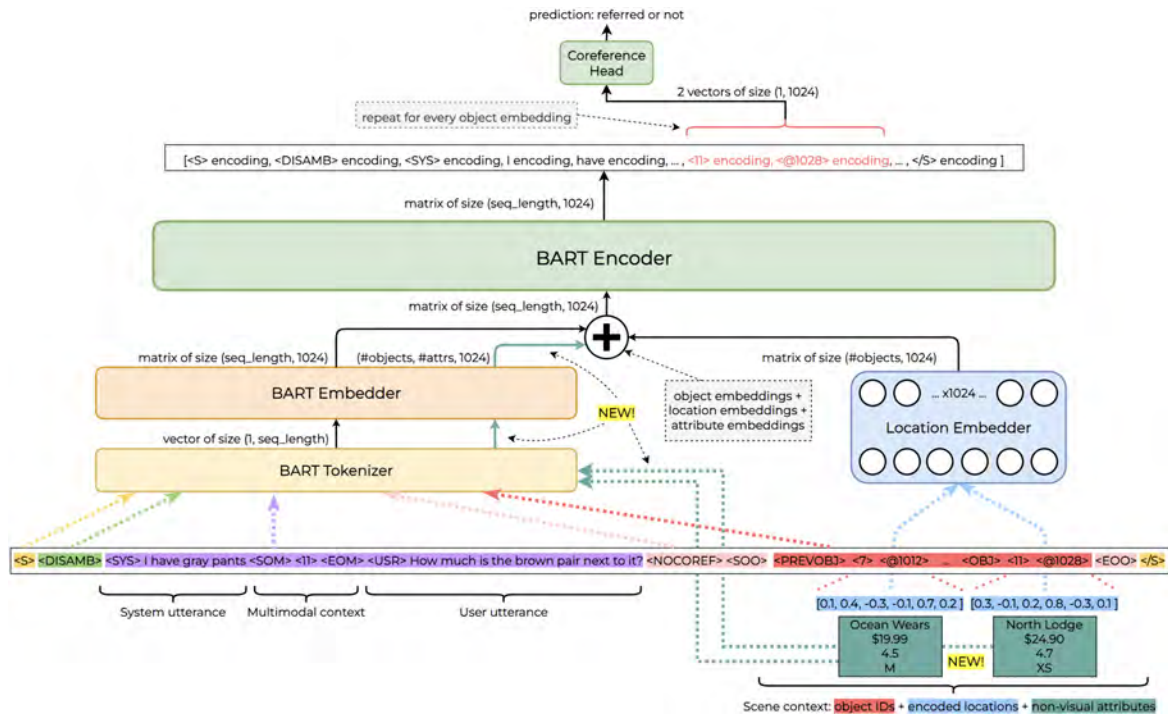 prediction: referred or not
Coreference
Head
2 vectors of size (1, 1024)
repeat for every object embedding
[<S> encoding, <DISAMB> encoding, <SYS> encoding, I encoding, have encoding, ... , <11> encoding, <@1028> encoding, ... , </S> encoding ]
matrix of size (seq_length, 1024)
BART Encoder
matrix of size (seq_length, 1024)
matrix of size (seq_length, 1024)
(#objects, #attrs, 1024)
matrix of size (#objects, 1024)
BART Embedder
object embeddings +
location embeddings +
attribute embeddings
... x1024 ...
Location Embedder
NEW!
vector of size (1, seq_length)
BART Tokenizer
<S> <DISAMB> <SYS> I have gray pants <SOM> <11> <EOM> <USR> How much is the brown pair next to it? <NOCOREF> <SOO> <PREVOBJ> <7> <@1012> ... <OBJ> <11> <@1028> <EOO> </S>
System utterance
Multimodal context
User utterance
[0.1, 0.4, -0.3, -0.1, 0.7, 0.2 ]
[0.3, -0.1, 0.2, 0.8, -0.3, 0.1 ]
Ocean Wears
$19.99
4.5
M
NEW!
North Lodge
$24.90
4.7
XS
Scene context: object IDs + encoded locations + non-visual attributes